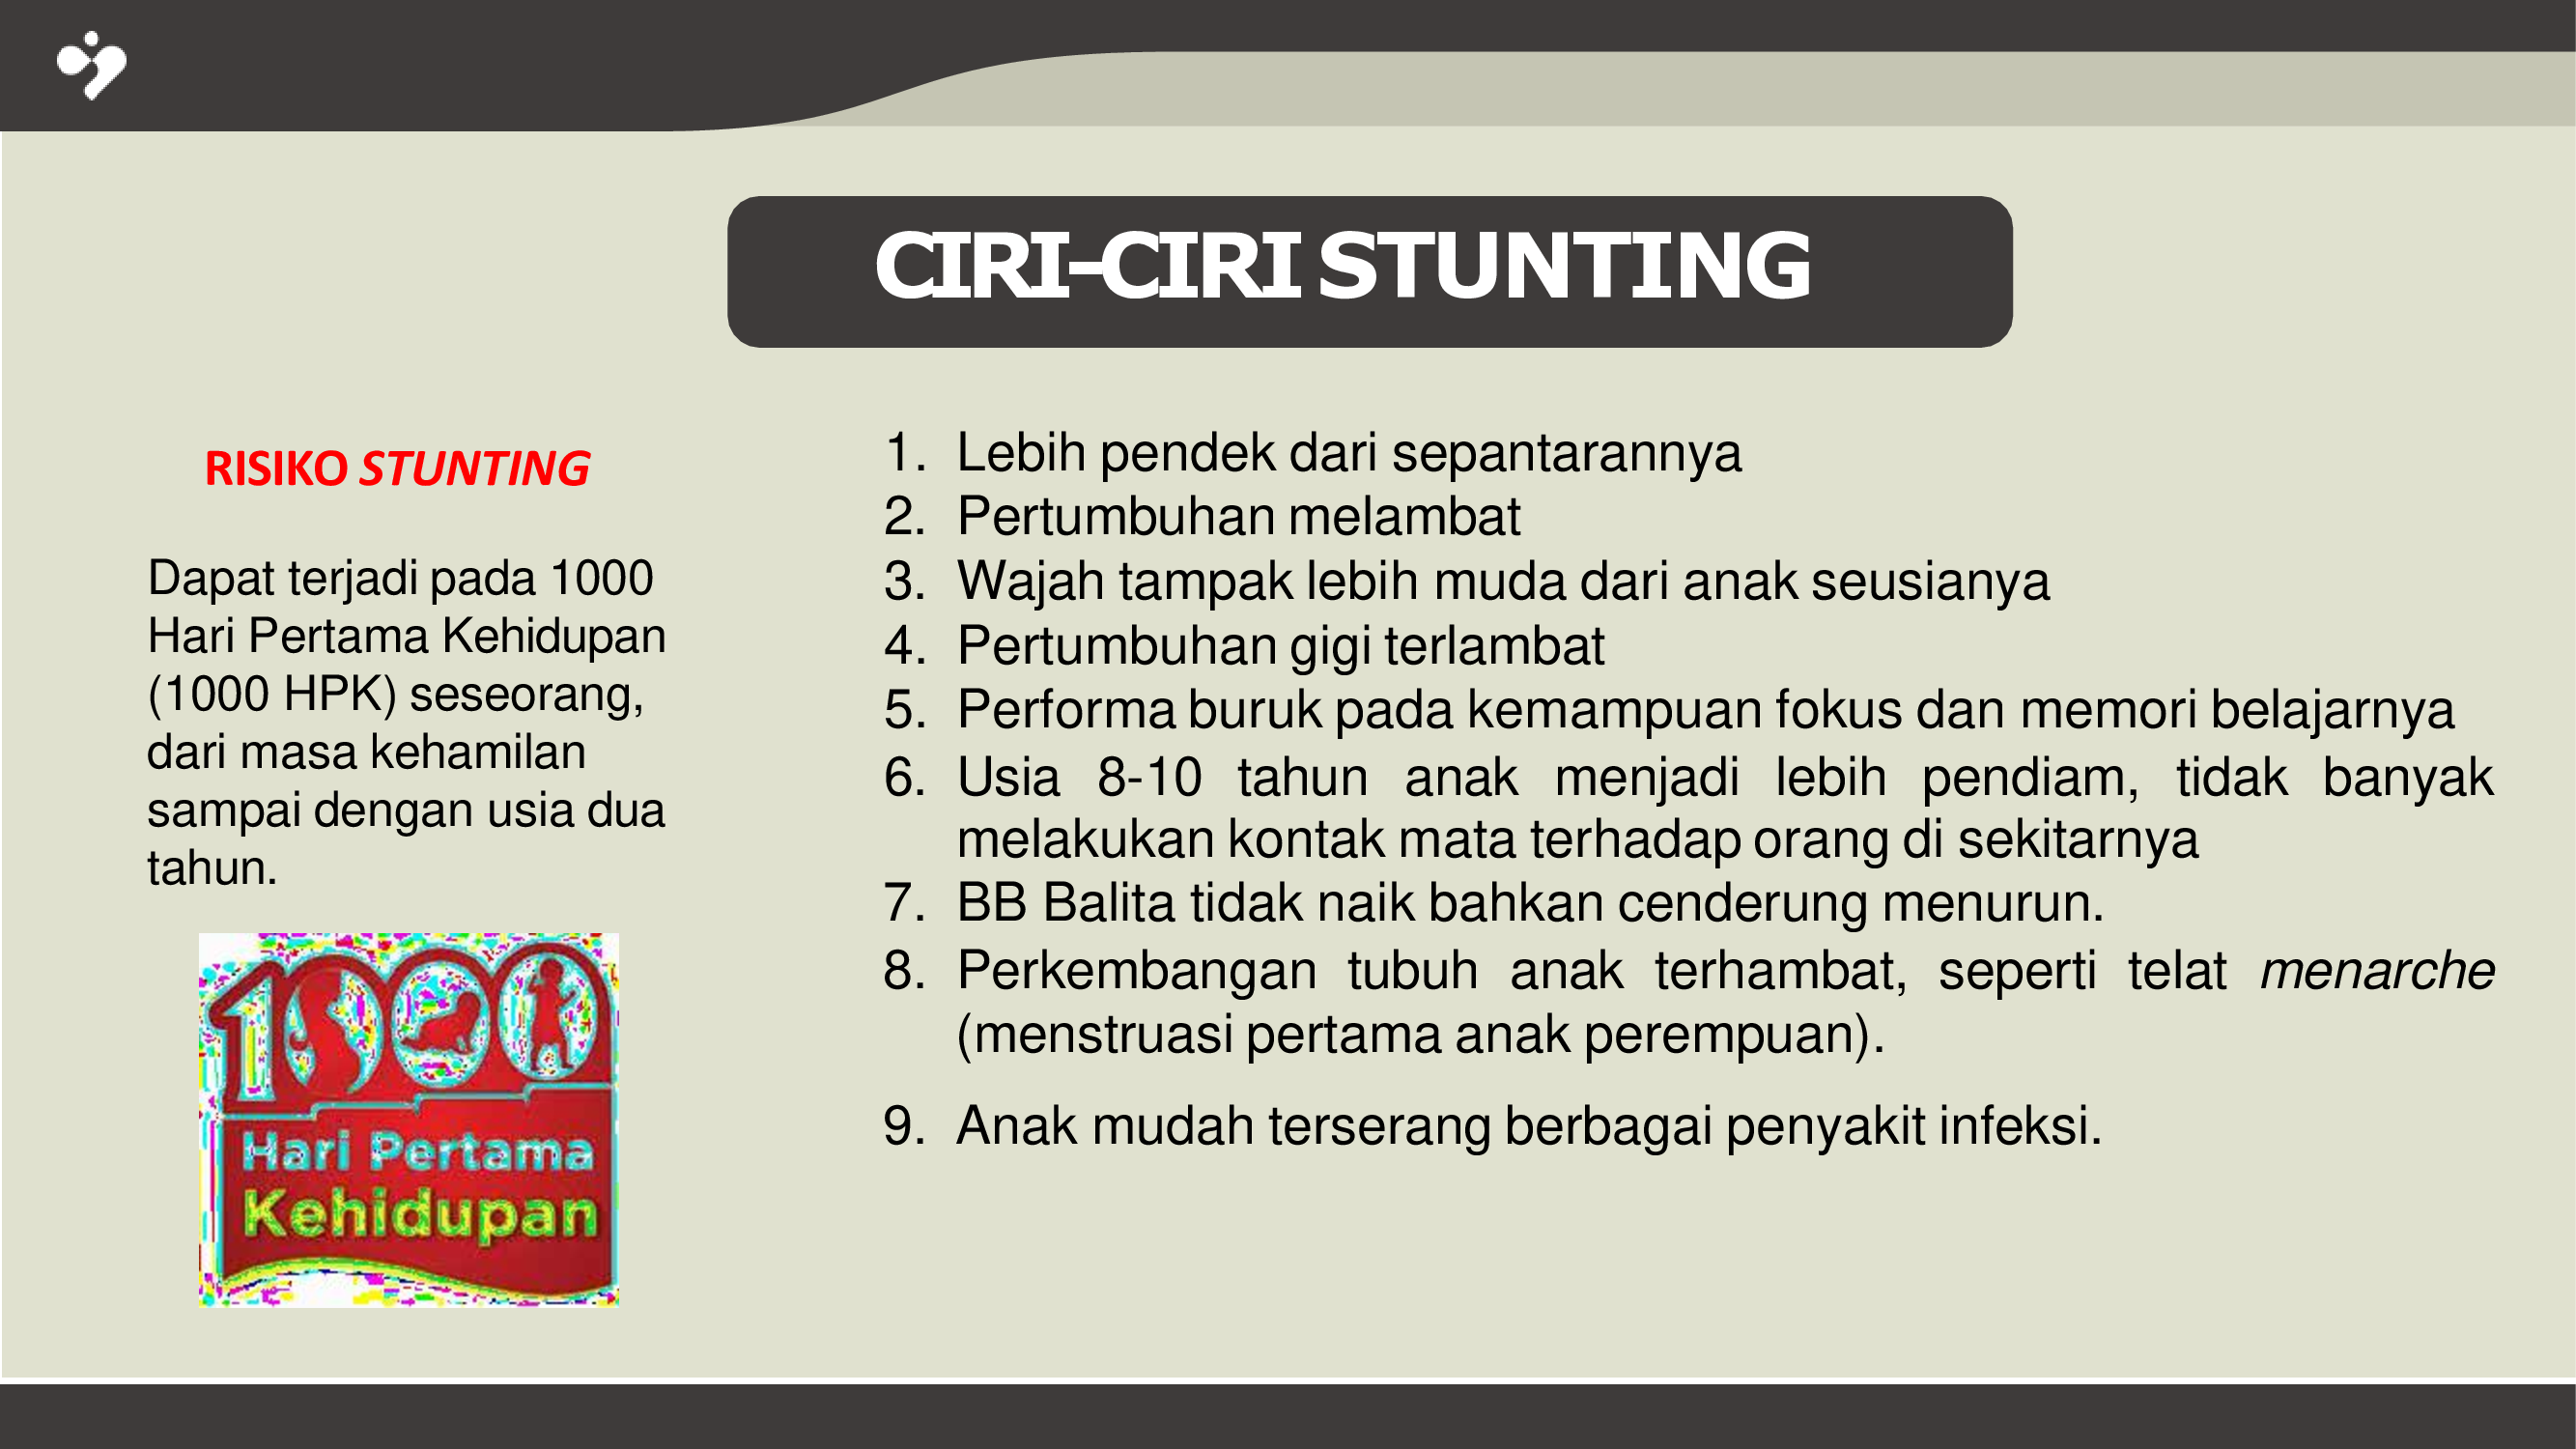 CIRI-CIRI STUNTING
RISIKO STUNTING
Dapat terjadi pada 1000
Hari Pertama Kehidupan
(1000 HPK) seseorang,
dari masa kehamilan
sampai dengan usia dua
tahun.
1000
Hari Pertama
Kehidupan
1. Lebih pendek dari sepantarannya
2. Pertumbuhan melambat
3. Wajah tampak lebih muda dari anak seusianya
4. Pertumbuhan gigi terlambat
5. Performa buruk pada kemampuan fokus dan memori belajarnya
6. Usia 8-10 tahun anak menjadi lebih pendiam, tidak banyak
melakukan kontak mata terhadap orang di sekitarnya
7. BB Balita tidak naik bahkan cenderung menurun.
8. Perkembangan tubuh anak terhambat, seperti telat menarche
(menstruasi pertama anak perempuan).
9. Anak mudah terserang berbagai penyakit infeksi.